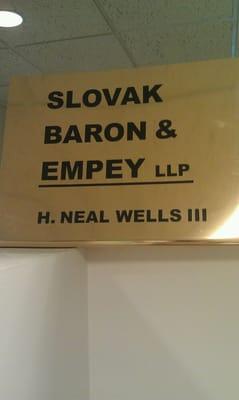 SLOVAK
BARON &
EMPEY LLP
H. NEAL WELLS III